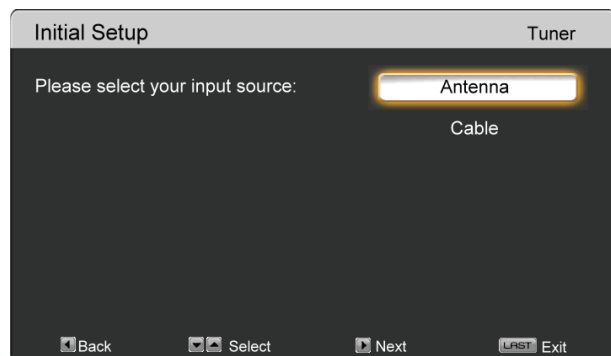 Initial Setup Tuner
Please select your input source: Antenna
Cable
Back Select Next LAST Exit